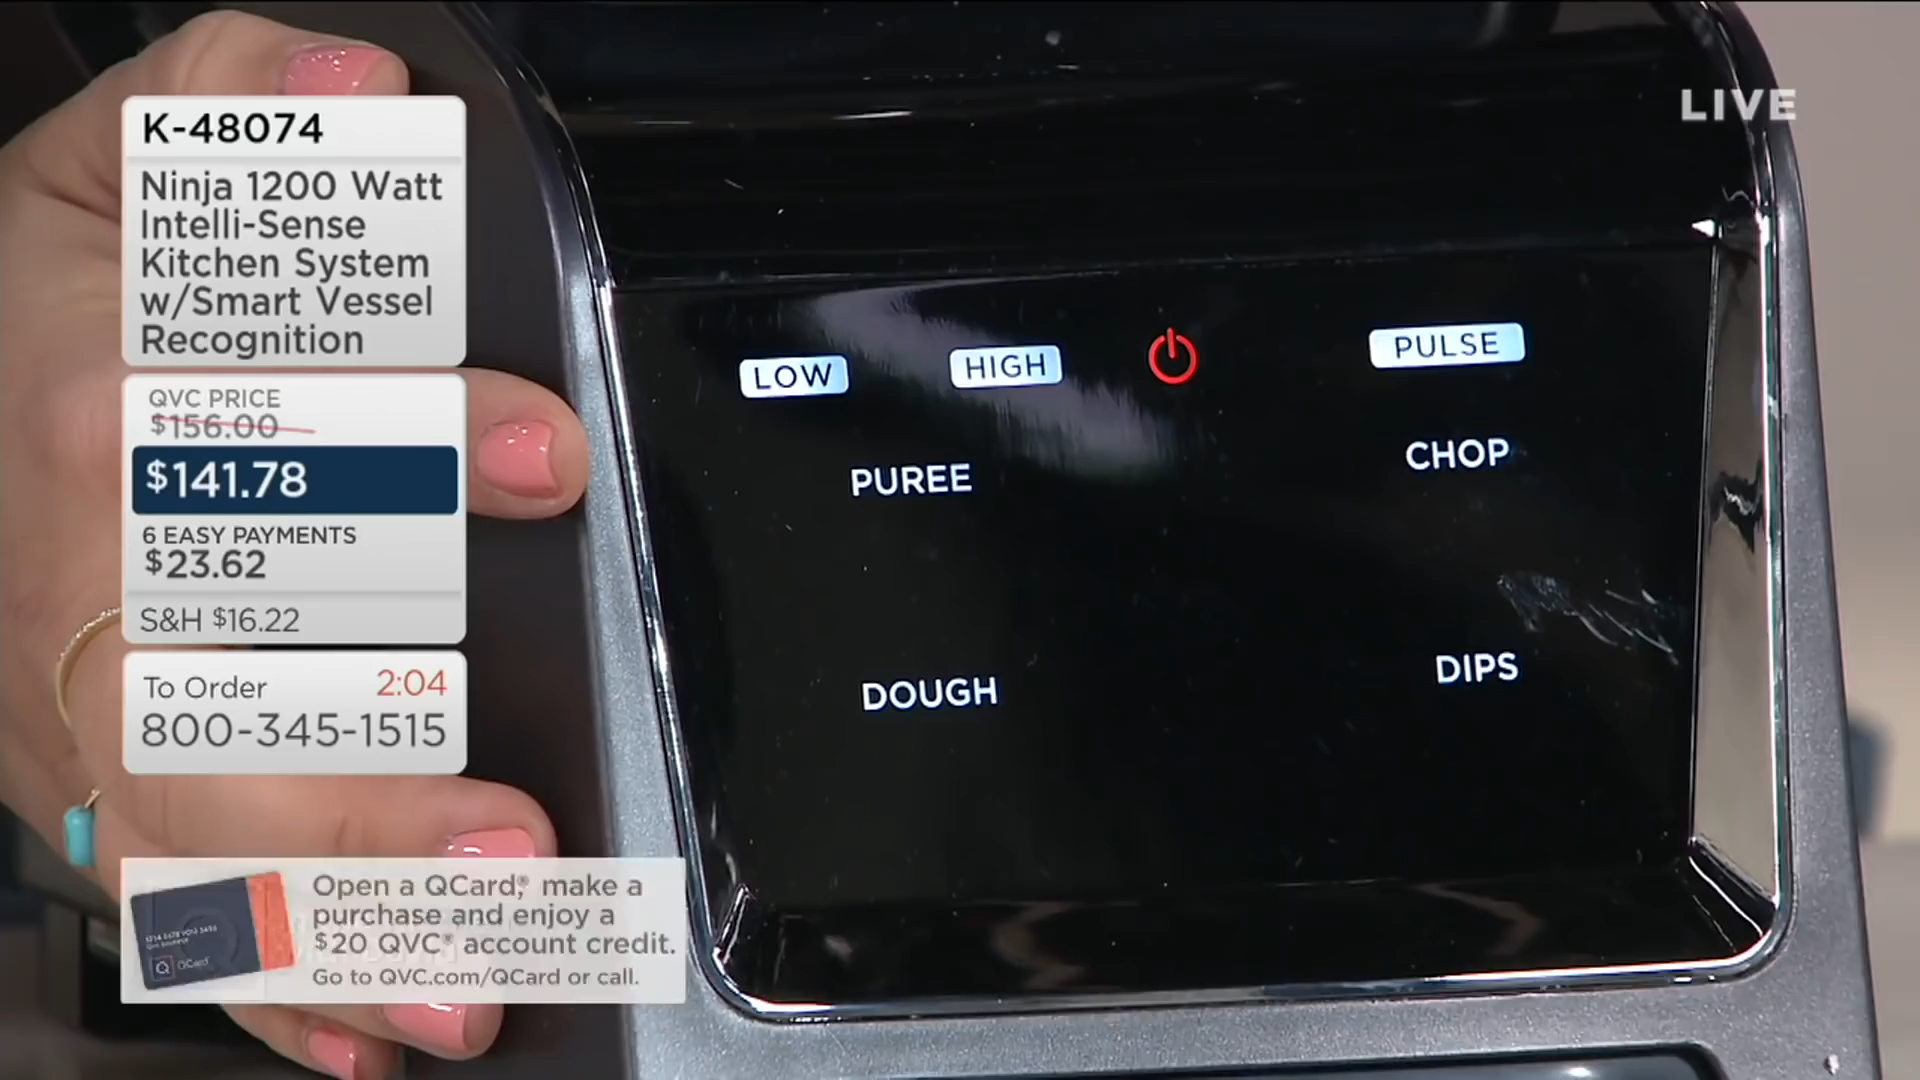 K-48074
Ninja 1200 Watt
Intelli-Sense
Kitchen System
w/Smart Vessel
Recognition
QVC PRICE
$156.00
$141.78
6 EASY PAYMENTS
$23.62
S&H $16.22
To Order 2:04
800-345-1515
Open a QCard,® make a
purchase and enjoy a
$20 QVC® account credit.
Go to QVC.com/QCard or call.
QCard
LIVE
LOW HIGH PULSE
PUREE CHOP
DOUGH DIPS